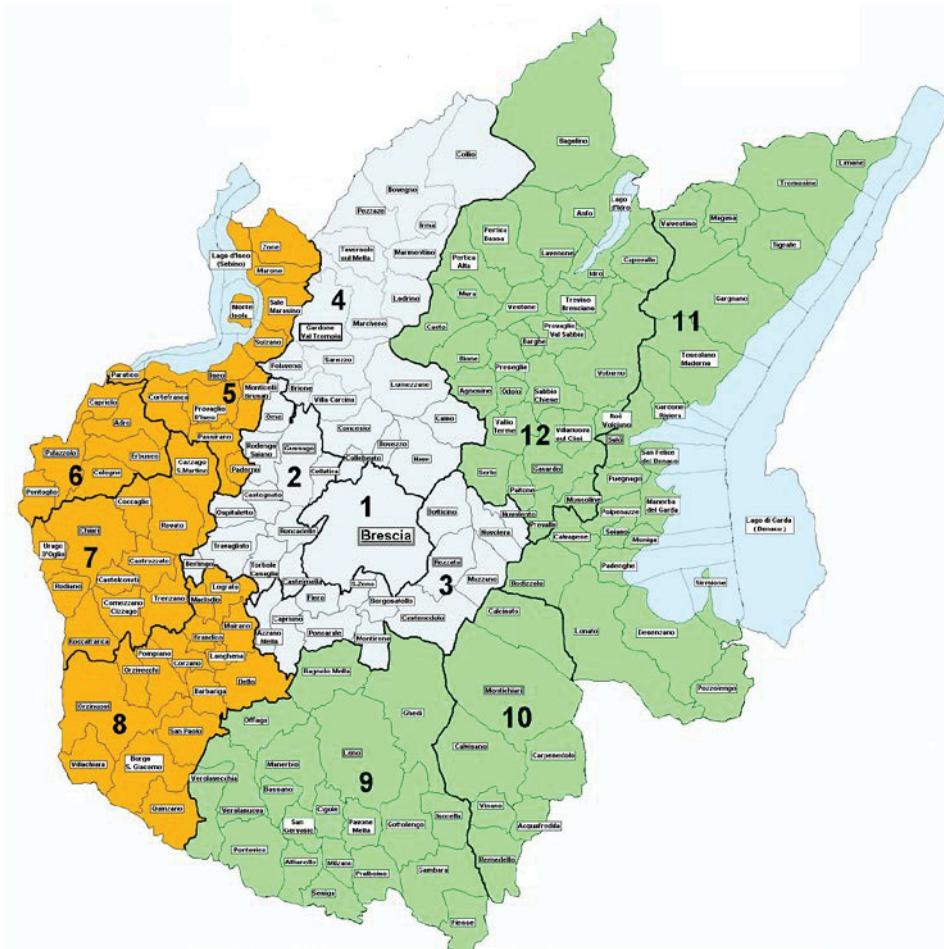 Bagolino
Collio
Limone
Tremosine
Bovegno
Pezzaze
Irma
Anfo
Lago
d'Idro
Valvestino
Magasa
Tignale
Zone
Lago d'Iseo
(Sebino)
Marone
Tavernole
sul Mella
Marmentino
Pertica
Bassa
Pertica
Alta
Lavenone
Capovalle
Idro
Monte
Isola
Sale
Marasino
4
Lodrino
Mura
Vestone
Treviso
Bresciano
Gargnano
11
Sulzano
Gardone
Val Trompia
Marcheno
Casto
Provaglio
Val Sabbia
Barghe
Toscolano
Maderno
Polaveno
Sarezzo
Bione
Preseglie
Vobarno
Paratico
Iseo
5
Monticelli
Brusati
Brione
Lumezzane
Agnosine
Odolo
Sabbio
Chiese
Capriolo
Cortefranca
Provaglio
D'Iseo
Villa Carcina
Gardone
Riviera
Adro
Passirano
Ome
Concesio
Caino
Vallio
Terme
12
Villanuova
sul Clisi
Roè
Volciano
Salò
Palazzolo
Erbusco
Cazzago
S.Martino
Rodengo
Saiano
Gussago
Bovezzo
Collebeato
Nave
San Felice
del Benaco
6
Cologne
Paderno
2
Cellatica
Serle
Gavardo
Puegnago
Pontoglio
Castegnato
1
Paitone
Muscoline
Manerba
del Garda
Coccaglio
Ospitaletto
Brescia
Botticino
Nuvolento
Polpenazze
Chiari
Rovato
Roncadelle
Nuvolera
Prevalle
Calvagese
Soiano
Moniga
Lago di Garda
(Benaco)
Urago
D'Oglio
7
Travagliato
Rezzato
Padenghe
Castrezzato
Berlingo
Torbole
Casaglia
3
Mazzano
Bedizzole
Sirmione
Rudiano
Castelcovati
Castelmella
S.Zeno
Comezzano
Cizzago
Trenzano
Lograto
Maclodio
Flero
Borgosatollo
Calcinato
Roccafranca
Mairano
Brandico
Capriano
Azzano
Mella
Poncarale
Montirone
Castenedolo
Lonato
Desenzano
Pompiano
Orzivecchi
Corzano
Longhena
Bagnolo Mella
Pozzolengo
Barbariga
Dello
Orzinuovi
8
San Paolo
Offlaga
Ghedi
Montichiari
10
Villachiara
Borgo
S. Giacomo
Manerbio
Leno
Calvisano
Carpenedolo
Verolavecchia
9
Bassano
Quinzano
Verolanuova
Cigole
San
Gervasio
Pavone
Mella
Gottolengo
Isorella
Visano
Acquafredda
Pontevico
Alfianello
Milzano
Pralboino
Gambara
Remedello
Seniga
Fiesse